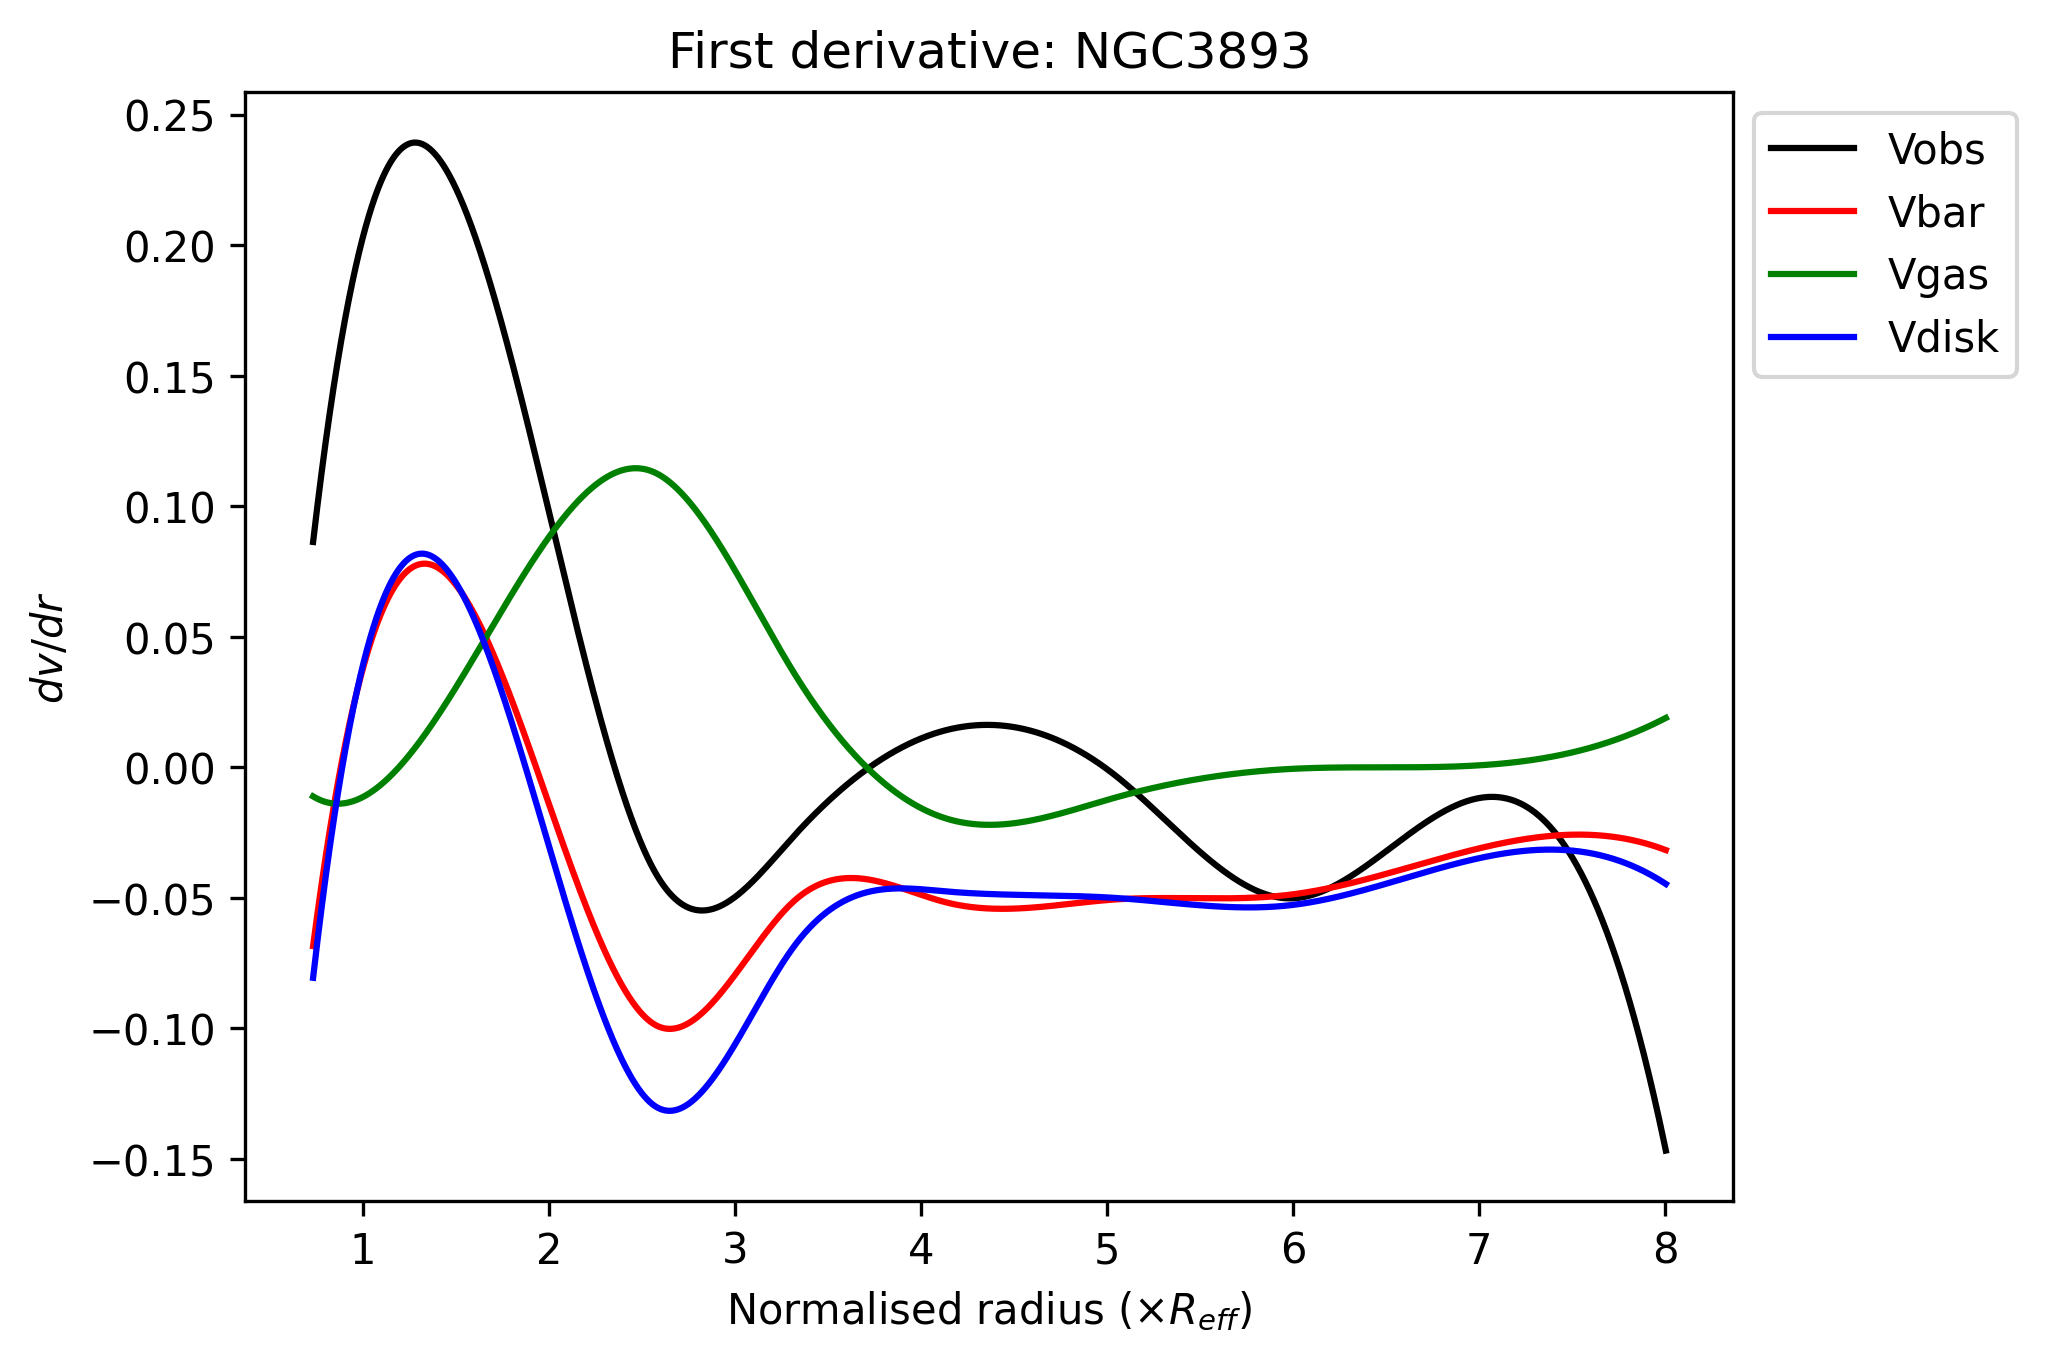 First derivative: NGC3893
0.25
0.20
0.15
0.10
0.05
0.00
−0.05
−0.10
−0.15
dv/dr
1 2 3 4 5 6 7 8
Normalised radius (×R_eff)
Vobs
Vbar
Vgas
Vdisk